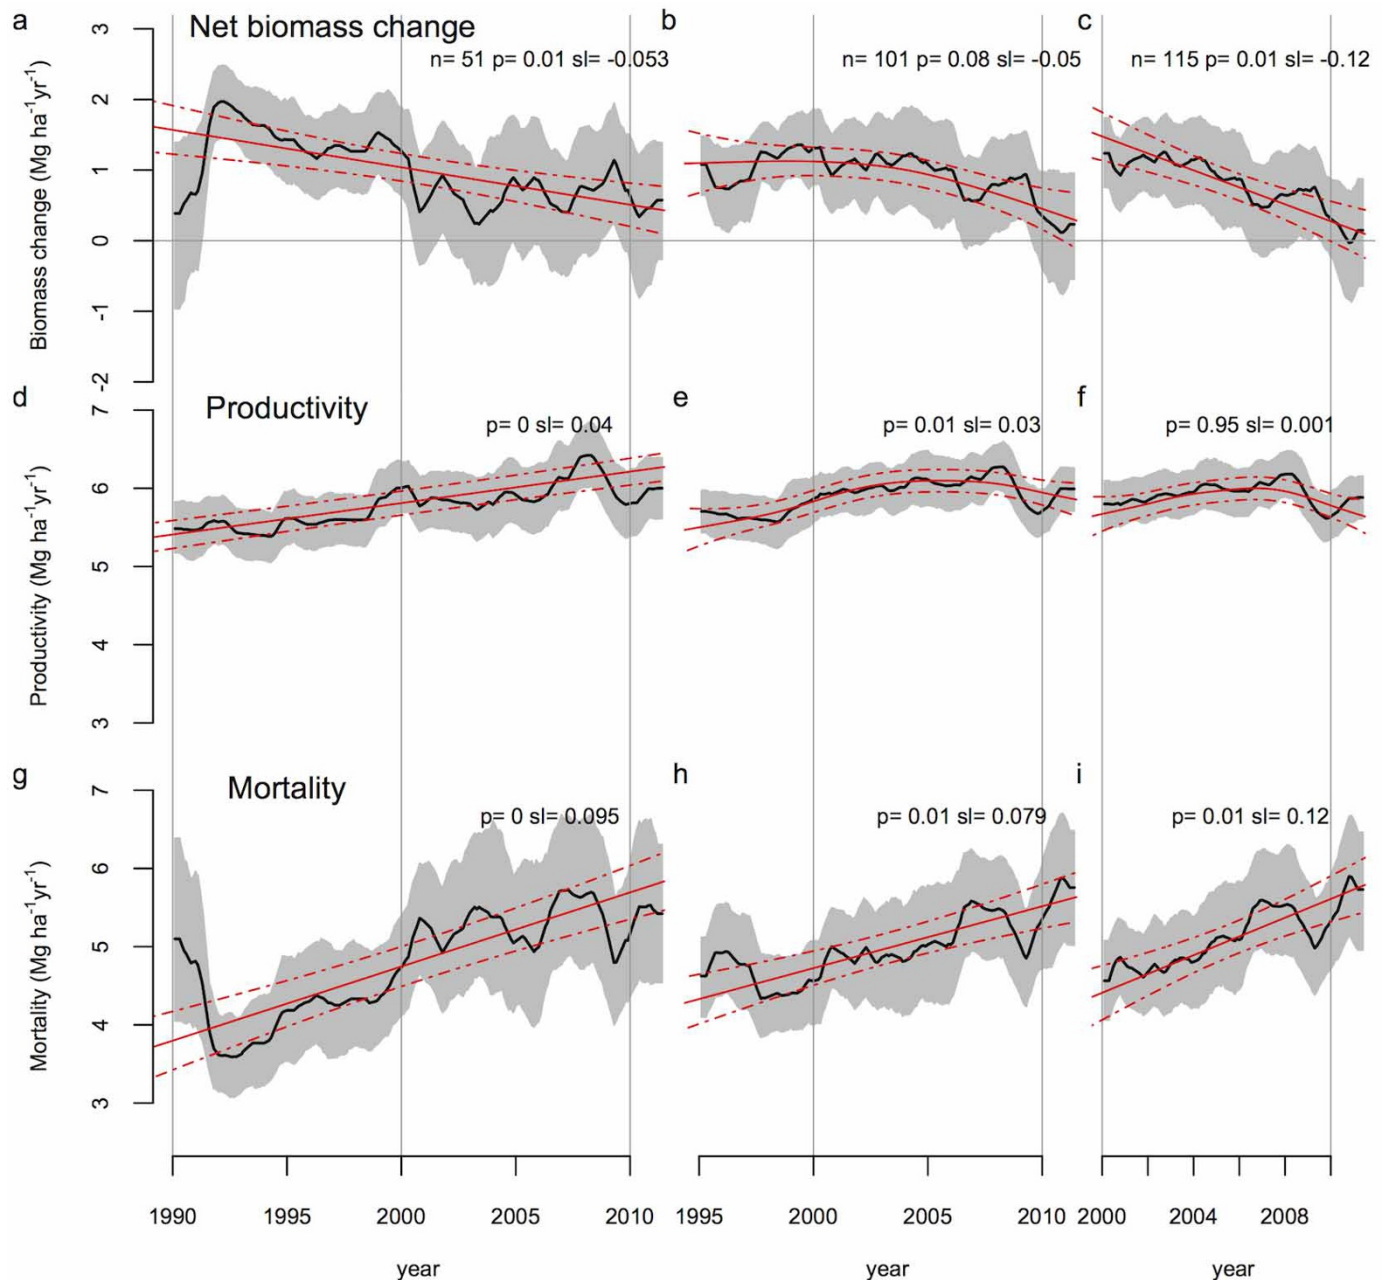 a
Net biomass change
b
c
n= 51 p= 0.01 sl= -0.053
n= 101 p= 0.08 sl= -0.05
n= 115 p= 0.01 sl= -0.12
Biomass change (Mg ha⁻¹yr⁻¹)
3
2
1
0
-1
-2
d
Productivity
e
f
p= 0 sl= 0.04
p= 0.01 sl= 0.03
p= 0.95 sl= 0.001
Productivity (Mg ha⁻¹yr⁻¹)
7
6
5
4
3
g
Mortality
h
i
p= 0 sl= 0.095
p= 0.01 sl= 0.079
p= 0.01 sl= 0.12
Mortality (Mg ha⁻¹yr⁻¹)
7
6
5
4
3
1990 1995 2000 2005 2010
1995 2000 2005 2010
2000 2004 2008
year
year
year